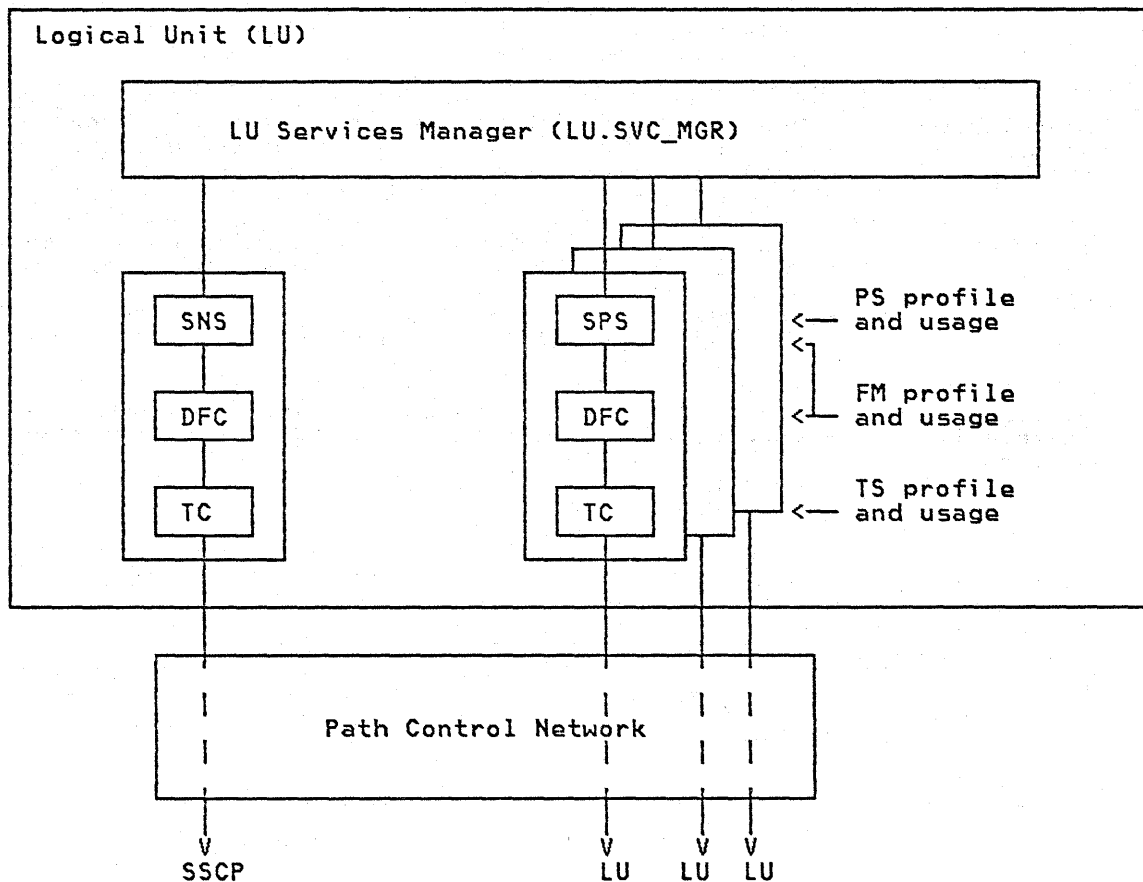 Logical Unit (LU)
LU Services Manager (LU.SVC_MGR)
SNS
SPS
PS profile
and usage
DFC
DFC
FM profile
and usage
TC
TC
TS profile
and usage
Path Control Network
SSCP
LU
LU
LU